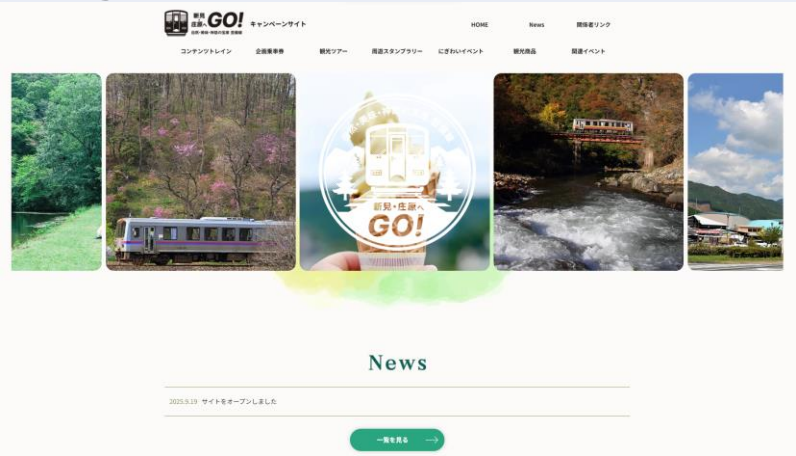 新見
庄原へ GO! キャンペーンサイト
HOME News 関係者リンク
コンテンツトレイン 企画乗車券 観光ツアー 周遊スタンプラリー にぎわいイベント 観光商品 関連イベント
新見・庄原へ
GO!
News
2025.9.19 サイトをオープンしました
一覧を見る